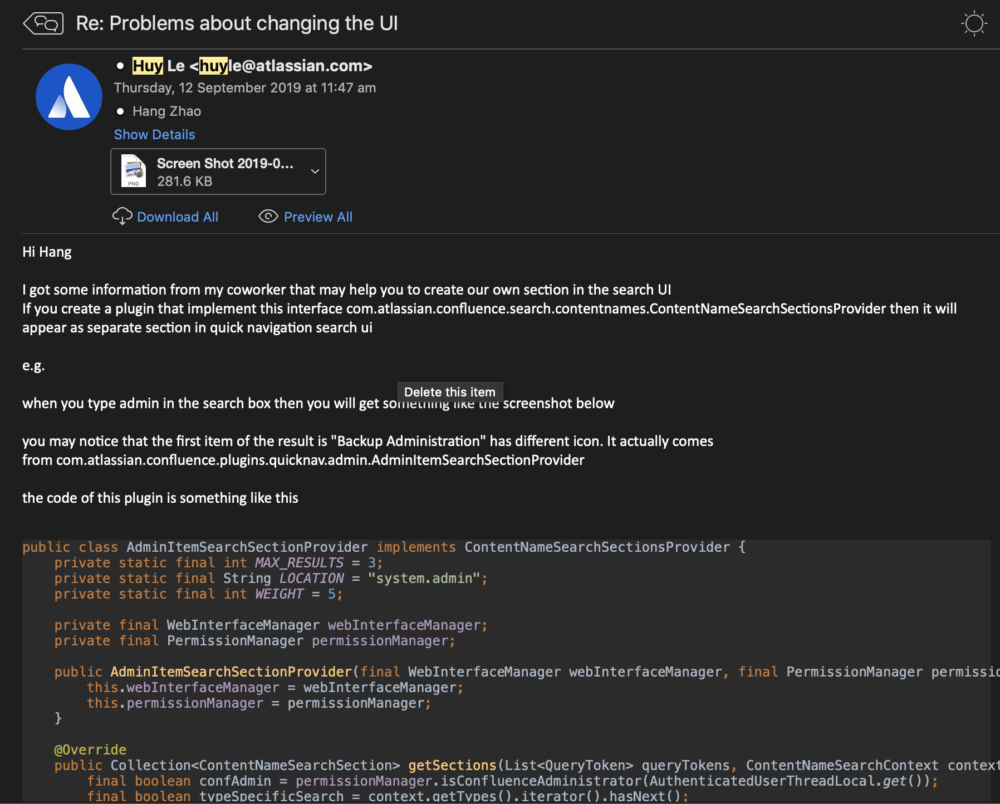 Re: Problems about changing the UI
Huy Le <huyle@atlassian.com>
Thursday, 12 September 2019 at 11:47 am
Hang Zhao
Show Details
Screen Shot 2019-0...
PNG
281.6 KB
Download All
Preview All
Hi Hang
I got some information from my coworker that may help you to create our own section in the search UI
If you create a plugin that implement this interface com.atlassian.confluence.search.contentnames.ContentNameSearchSectionsProvider then it will
appear as separate section in quick navigation search ui
e.g.
Delete this item
when you type admin in the search box then you will get something like the screenshot below
you may notice that the first item of the result is "Backup Administration" has different icon. It actually comes
from com.atlassian.confluence.plugins.quicknav.admin.AdminItemSearchSectionProvider
the code of this plugin is something like this
public class AdminItemSearchSectionProvider implements ContentNameSearchSectionsProvider {
private static final int MAX_RESULTS = 3;
private static final String LOCATION = "system.admin";
private static final int WEIGHT = 5;
private final WebInterfaceManager webInterfaceManager;
private final PermissionManager permissionManager;
public AdminItemSearchSectionProvider(final WebInterfaceManager webInterfaceManager, final PermissionManager permissio
this.webInterfaceManager = webInterfaceManager;
this.permissionManager = permissionManager;
}
@Override
public Collection<ContentNameSearchSection> getSections(List<QueryToken> queryTokens, ContentNameSearchContext context
final boolean confAdmin = permissionManager.isConfluenceAdministrator(AuthenticatedUserThreadLocal.get());
final boolean typeSpecificSearch = context.getTypes().iterator().hasNext();